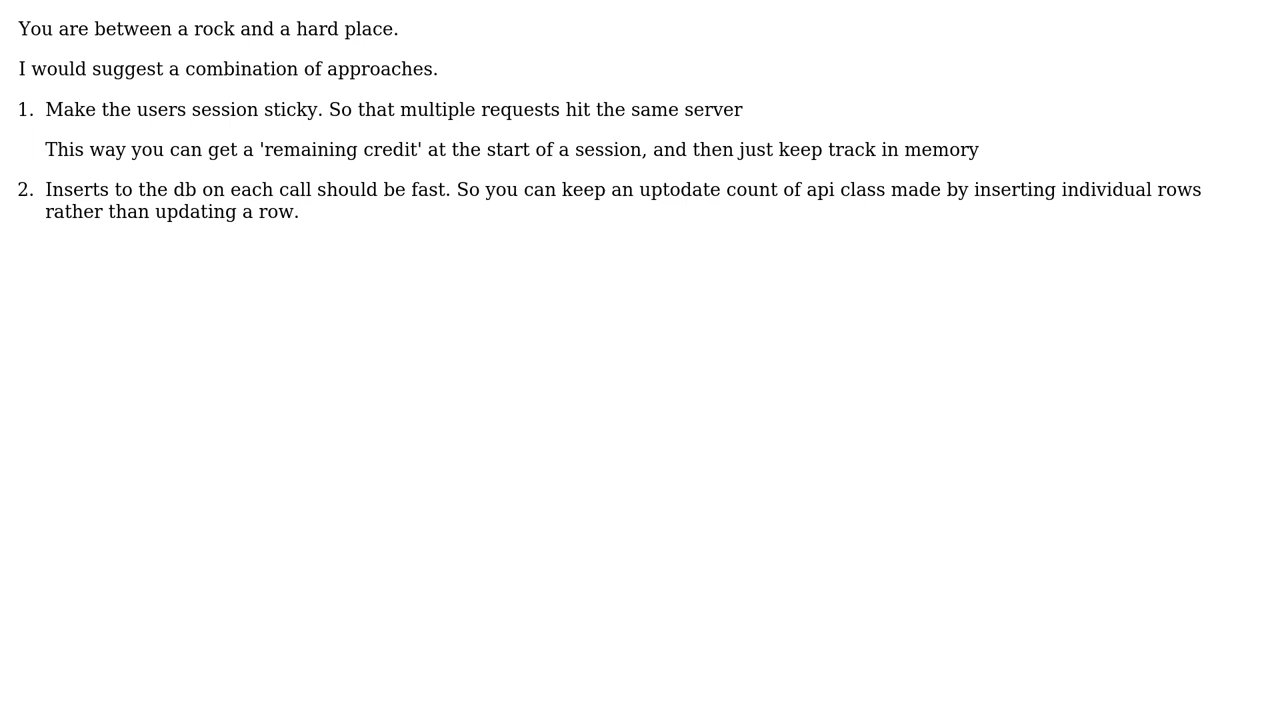 You are between a rock and a hard place.
I would suggest a combination of approaches.
1. Make the users session sticky. So that multiple requests hit the same server
This way you can get a 'remaining credit' at the start of a session, and then just keep track in memory
2. Inserts to the db on each call should be fast. So you can keep an uptodate count of api class made by inserting individual rows
rather than updating a row.